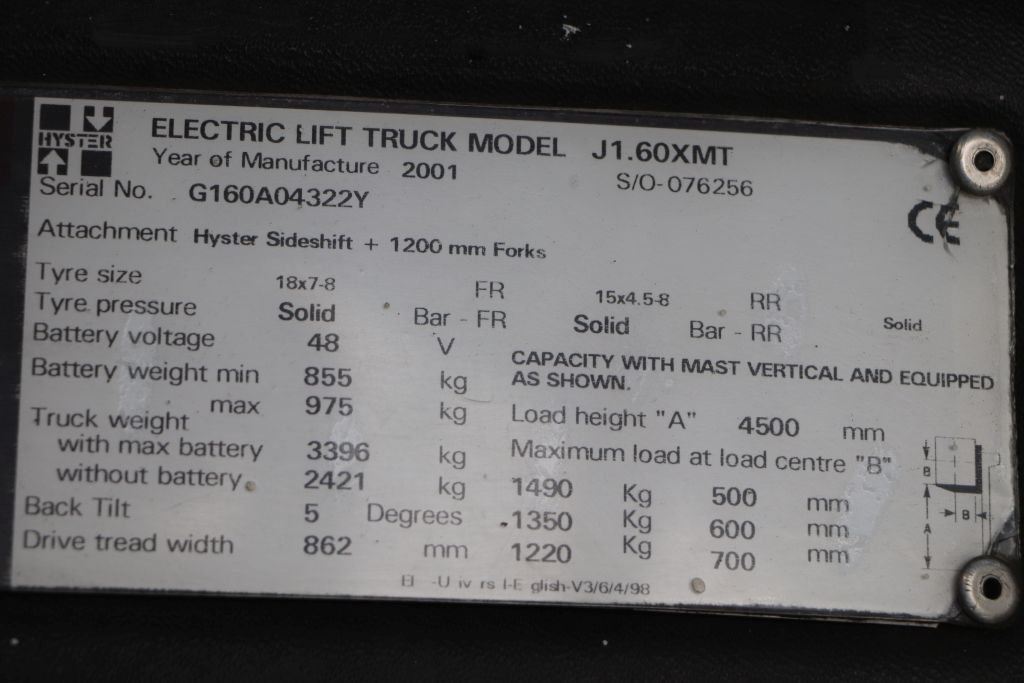 HYSTER
ELECTRIC LIFT TRUCK MODEL J1.60XMT
Year of Manufacture 2001 S/O-076256
Serial No. G160A04322Y
CE
Attachment Hyster Sideshift + 1200 mm Forks
Tyre size 18x7-8 FR 15x4.5-8 RR
Tyre pressure Solid Bar - FR Solid Bar - RR Solid
Battery voltage 48 V
CAPACITY WITH MAST VERTICAL AND EQUIPPED
AS SHOWN.
Battery weight min 855 kg
max 975 kg
Load height "A" 4500 mm
Truck weight
with max battery 3396 kg
Maximum load at load centre "B"
without battery 2421 kg 1490 Kg 500 mm
Back Tilt 5 Degrees 1350 Kg 600 mm
Drive tread width 862 mm 1220 Kg 700 mm
B
B
A
glish-V3/6/4/98